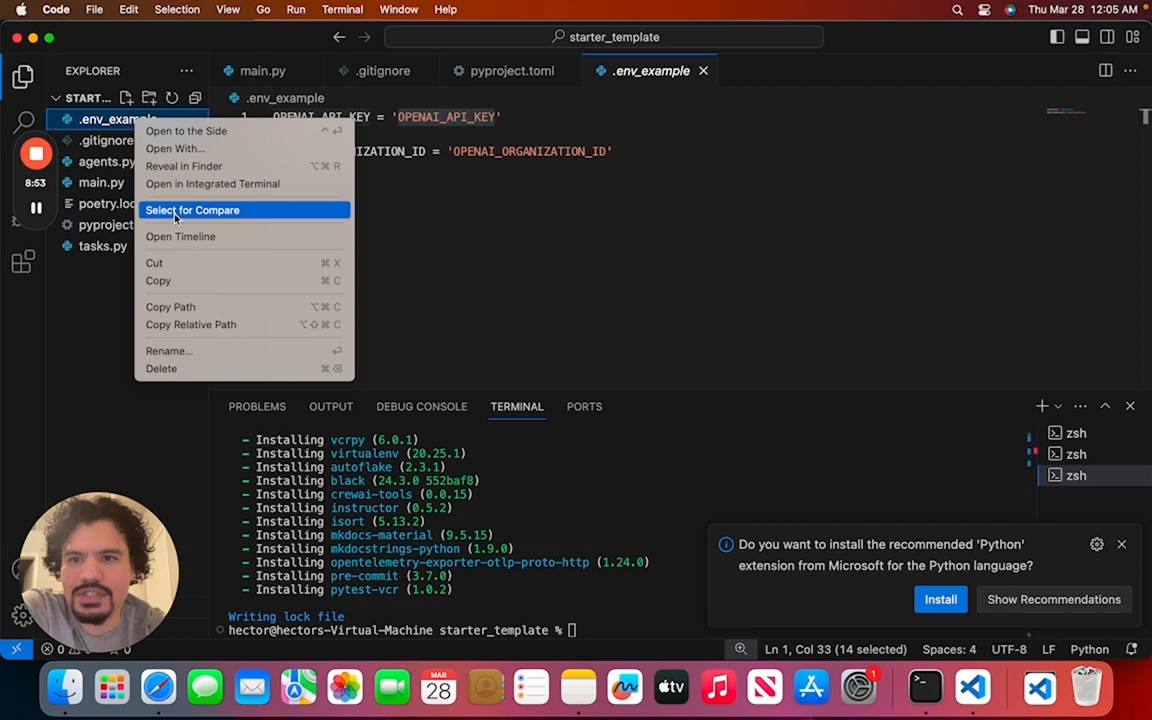 Code File Edit Selection View Go Run Terminal Window Help
Thu Mar 28 12:05 AM
starter_template
EXPLORER
main.py
.gitignore
pyproject.toml
.env_example
START...
.env_example
.env_example
.gitignore
agents.py
main.py
poetry.loc
pyproject
tasks.py
8:53
1 OPENAI_API_KEY = 'OPENAI_API_KEY'
NIZATION_ID = 'OPENAI_ORGANIZATION_ID'
Open to the Side
Open With...
Reveal in Finder ⌥⌘ R
Open in Integrated Terminal
Select for Compare
Open Timeline
Cut ⌘ X
Copy ⌘ C
Copy Path ⌥⌘ C
Copy Relative Path ⌥⇧⌘ C
Rename...
Delete
PROBLEMS OUTPUT DEBUG CONSOLE TERMINAL PORTS
- Installing vcrpy (6.0.1)
- Installing virtualenv (20.25.1)
- Installing autoflake (2.3.1)
- Installing black (24.3.0 552baf8)
- Installing crewai-tools (0.0.15)
- Installing instructor (0.5.2)
- Installing isort (5.13.2)
- Installing mkdocs-material (9.5.15)
- Installing mkdocstrings-python (1.9.0)
- Installing opentelemetry-exporter-otlp-proto-http (1.24.0)
- Installing pre-commit (3.7.0)
- Installing pytest-vcr (1.0.2)
Writing lock file
hector@hectors-Virtual-Machine starter_template %
zsh
zsh
zsh
Do you want to install the recommended 'Python'
extension from Microsoft for the Python language?
Install
Show Recommendations
Ln 1, Col 33 (14 selected) Spaces: 4 UTF-8 LF Python
MAR
28
tv
1